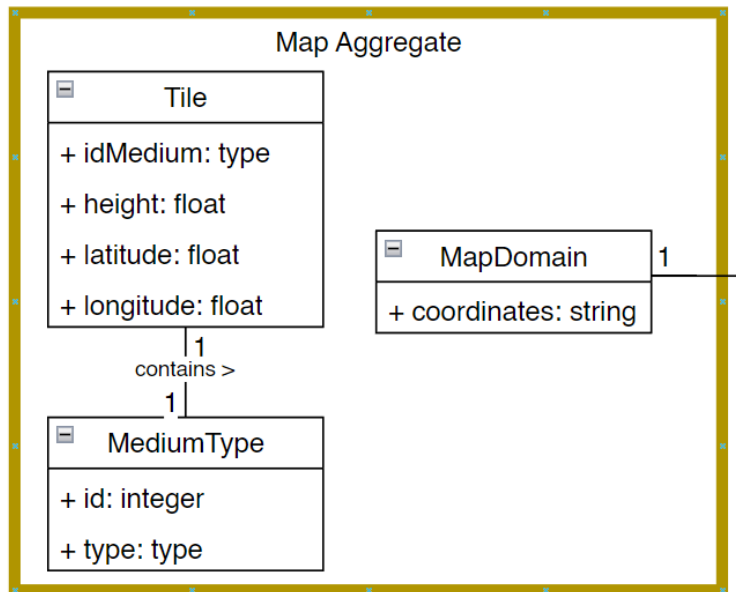 Map Aggregate
Tile
+ idMedium: type
+ height: float
+ latitude: float
+ longitude: float
1
contains >
1
MediumType
+ id: integer
+ type: type
MapDomain
1
+ coordinates: string